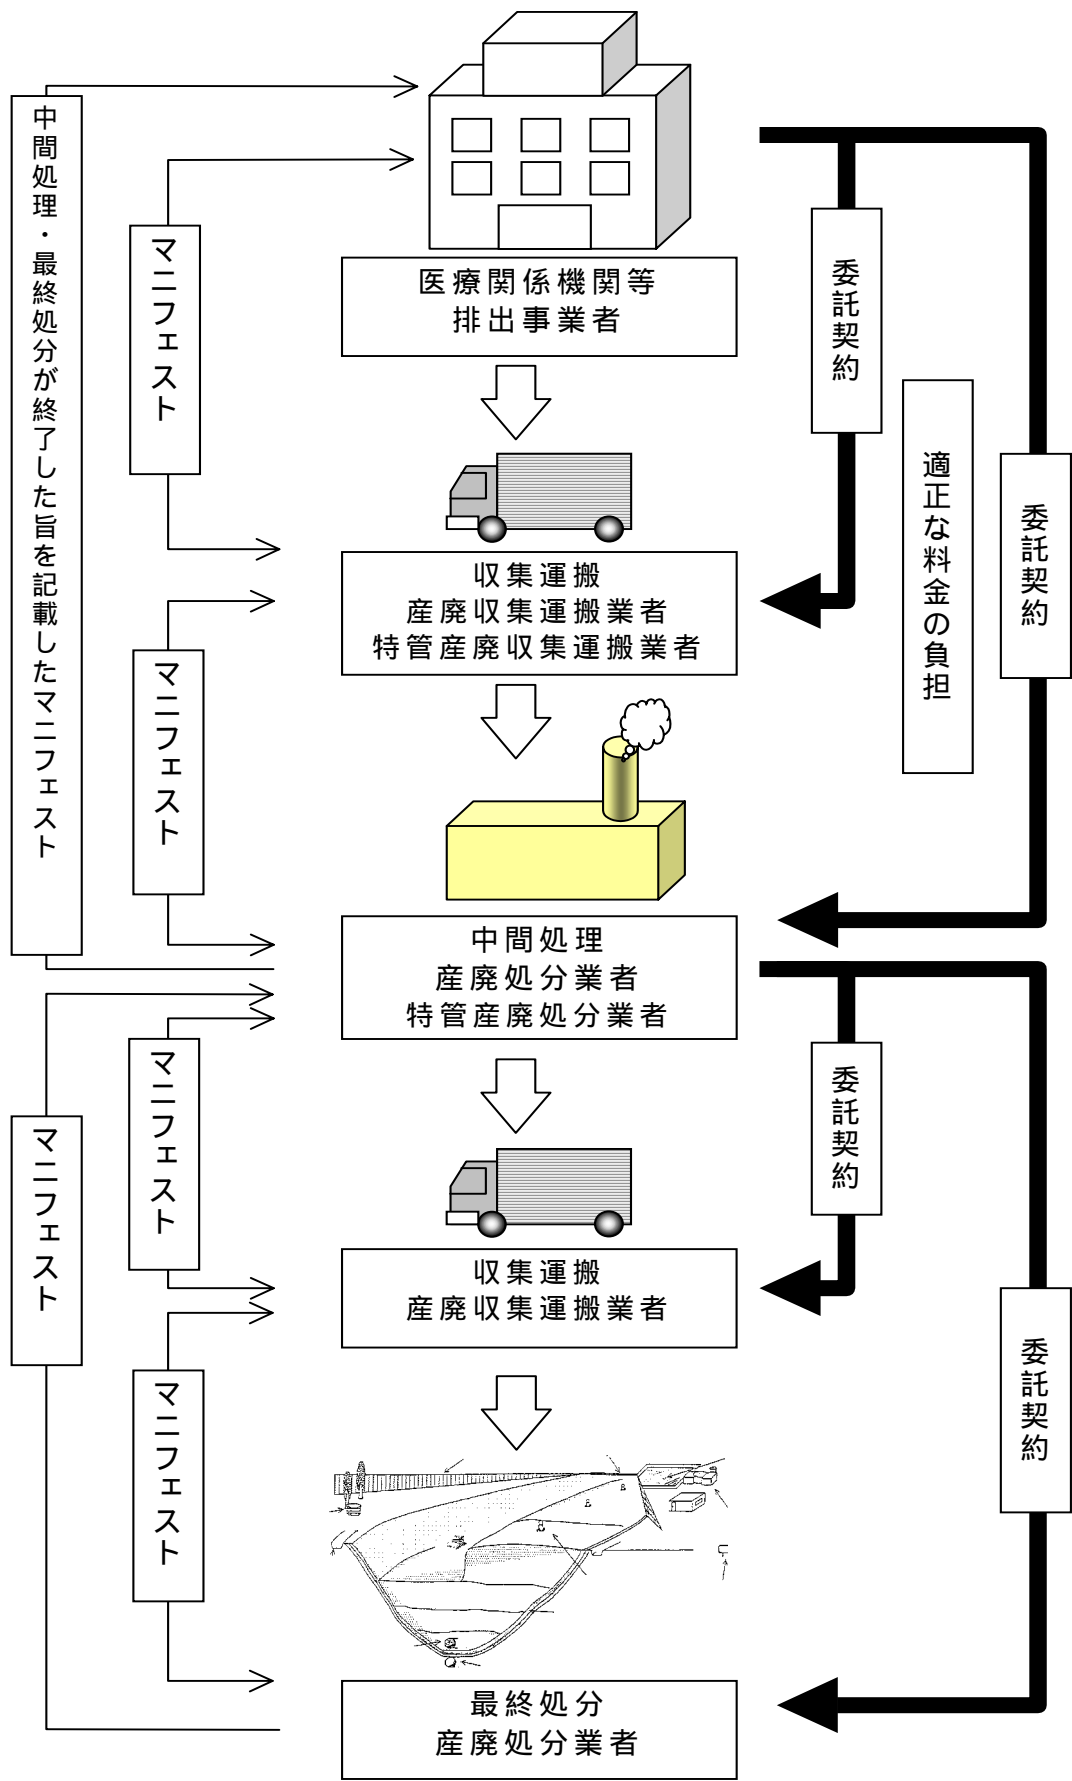 中間処理・最終処分が終了した旨を記載したマニフェスト
マニフェスト
医療関係機関等
排出事業者
委託契約
適正な料金の負担
委託契約
収集運搬
産廃収集運搬業者
特管産廃収集運搬業者
マニフェスト
中間処理
産廃処分業者
特管産廃処分業者
マニフェスト
マニフェスト
委託契約
収集運搬
産廃収集運搬業者
委託契約
マニフェスト
最終処分
産廃処分業者